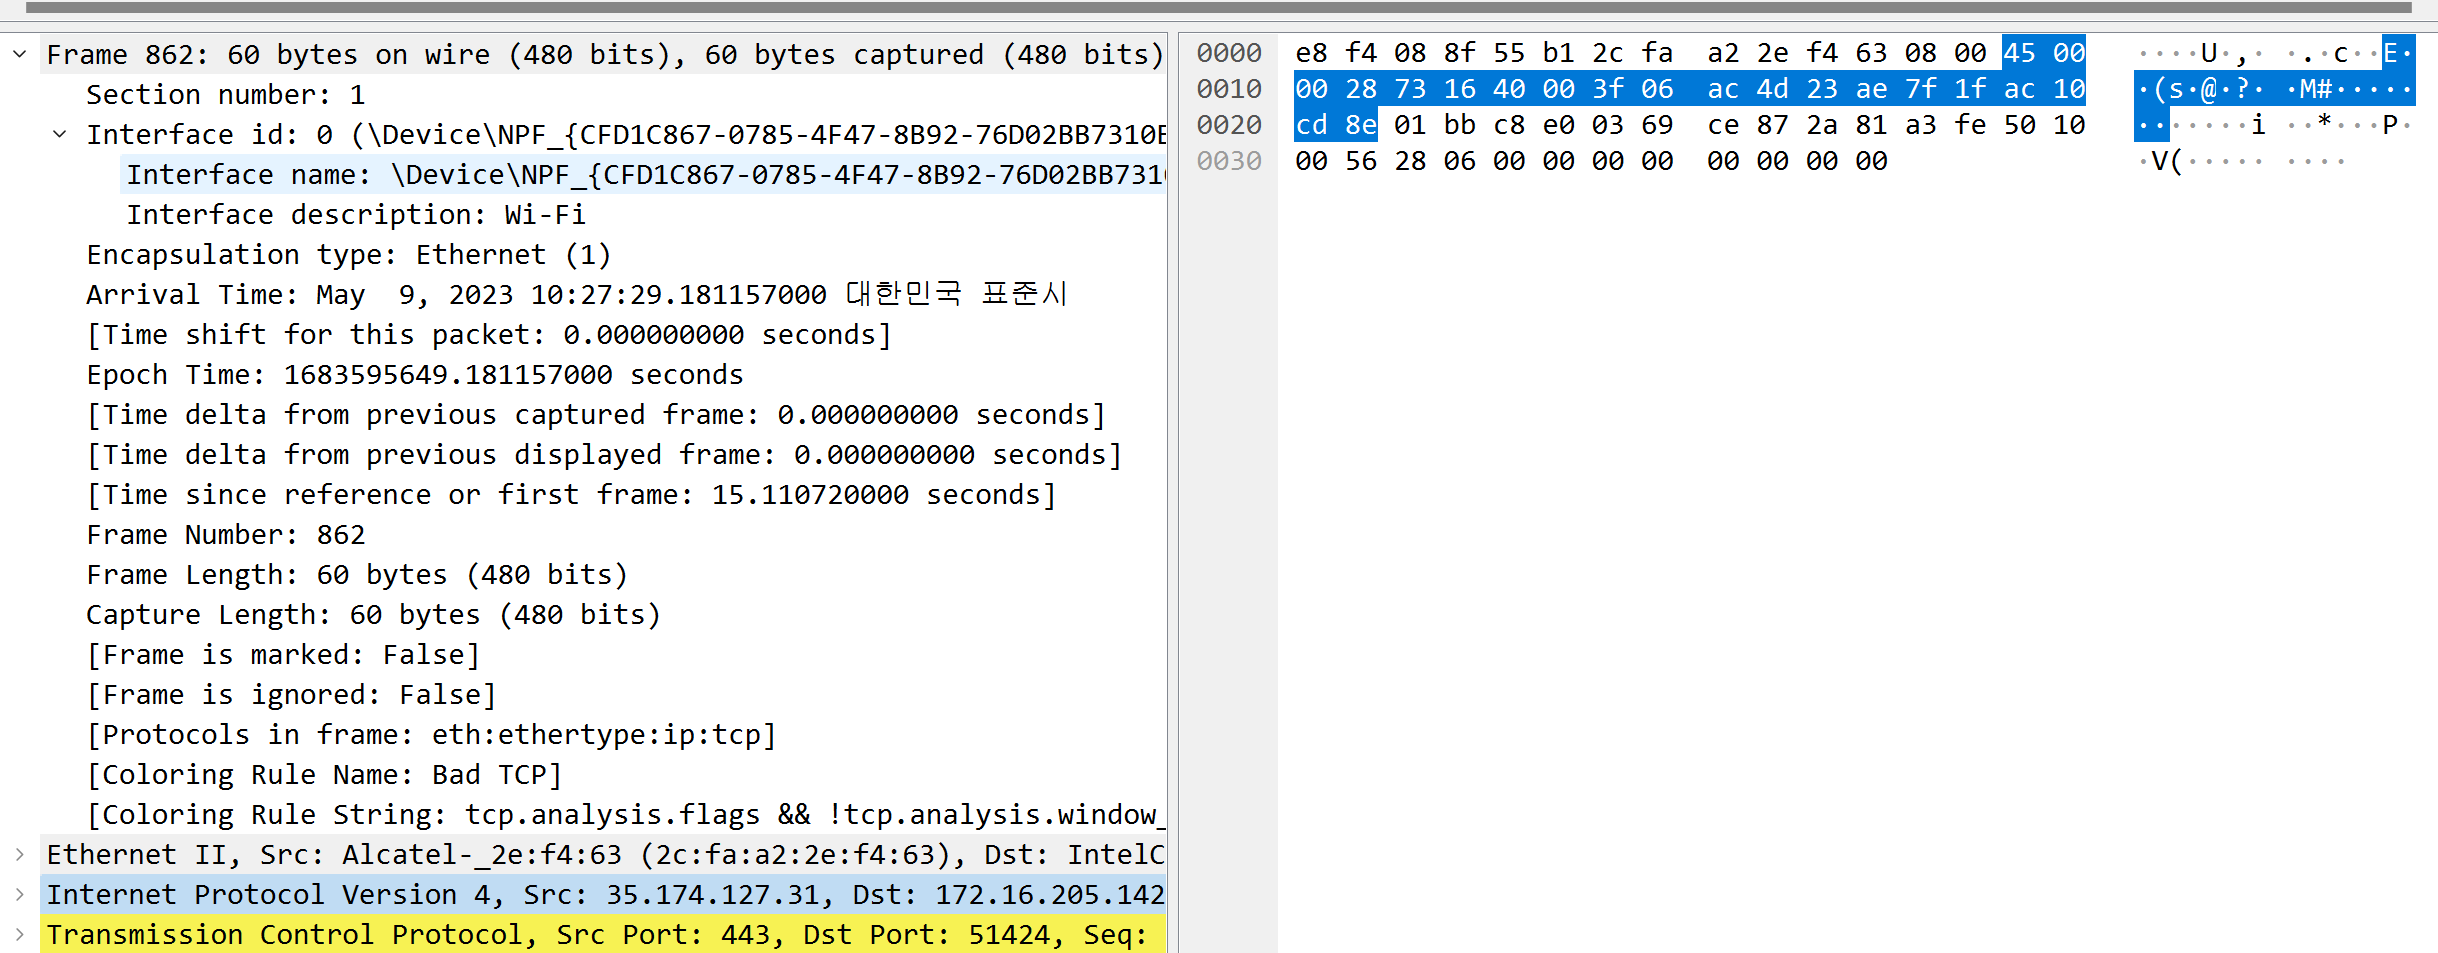 Frame 862: 60 bytes on wire (480 bits), 60 bytes captured (480 bits)
Section number: 1
Interface id: 0 (\Device\NPF_{CFD1C867-0785-4F47-8B92-76D02BB7310E
Interface name: \Device\NPF_{CFD1C867-0785-4F47-8B92-76D02BB731
Interface description: Wi-Fi
Encapsulation type: Ethernet (1)
Arrival Time: May  9, 2023 10:27:29.181157000 대한민국 표준시
[Time shift for this packet: 0.000000000 seconds]
Epoch Time: 1683595649.181157000 seconds
[Time delta from previous captured frame: 0.000000000 seconds]
[Time delta from previous displayed frame: 0.000000000 seconds]
[Time since reference or first frame: 15.110720000 seconds]
Frame Number: 862
Frame Length: 60 bytes (480 bits)
Capture Length: 60 bytes (480 bits)
[Frame is marked: False]
[Frame is ignored: False]
[Protocols in frame: eth:ethertype:ip:tcp]
[Coloring Rule Name: Bad TCP]
[Coloring Rule String: tcp.analysis.flags && !tcp.analysis.window_
Ethernet II, Src: Alcatel-_2e:f4:63 (2c:fa:a2:2e:f4:63), Dst: IntelC
Internet Protocol Version 4, Src: 35.174.127.31, Dst: 172.16.205.142
Transmission Control Protocol, Src Port: 443, Dst Port: 51424, Seq:
0000 e8 f4 08 8f 55 b1 2c fa  a2 2e f4 63 08 00 45 00 ····U·,· ·.·c··E·
0010 00 28 73 16 40 00 3f 06  ac 4d 23 ae 7f 1f ac 10 ·(s·@·?· ·M#·····
0020 cd 8e 01 bb c8 e0 03 69  ce 87 2a 81 a3 fe 50 10 ·······i ··*···P·
0030 00 56 28 06 00 00 00 00  00 00 00 00 ·V(····· ····